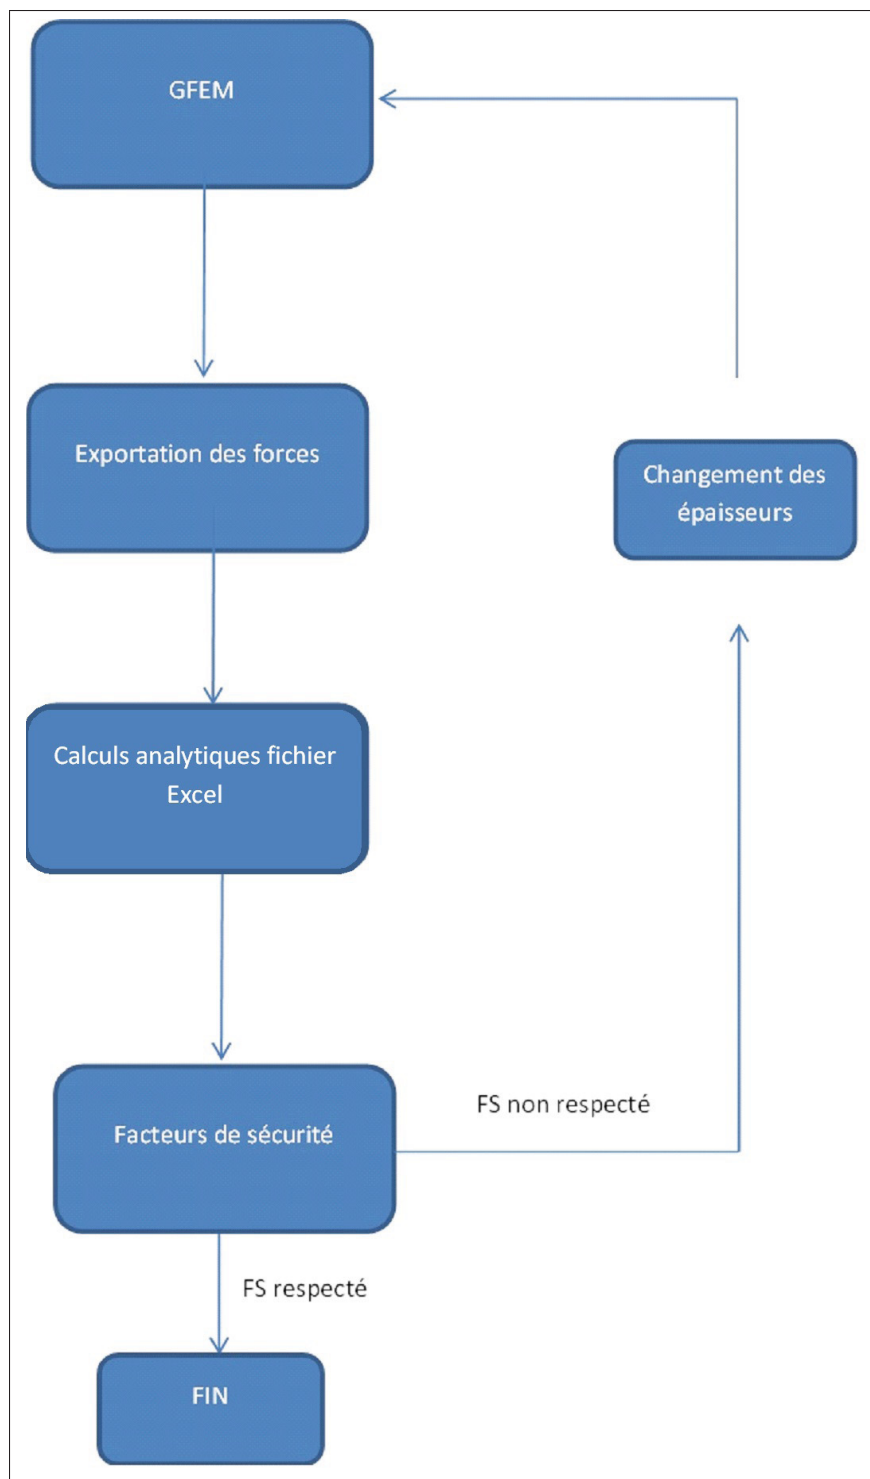 GFEM
Exportation des forces
Changement des
épaisseurs
Calculs analytiques fichier
Excel
FS non respecté
Facteurs de sécurité
FS respecté
FIN